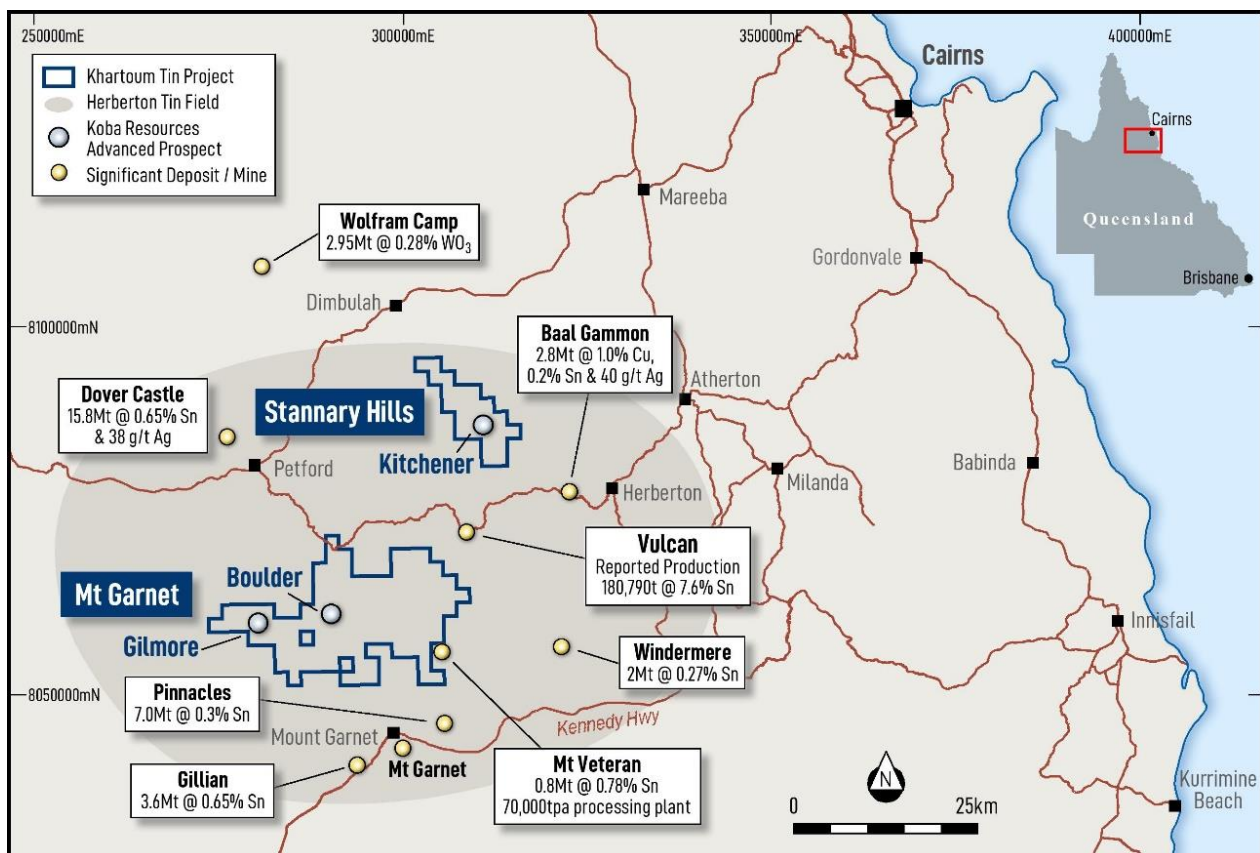 250000mE
300000mE
350000mE
400000mE
Khartoum Tin Project
Herberton Tin Field
Koba Resources
Advanced Prospect
Significant Deposit / Mine
Cairns
Cairns
Queensland
Brisbane
Mareeba
Wolfram Camp
2.95Mt @ 0.28% WO₃
Gordonvale
Dimbulah
8100000mN
Baal Gammon
2.8Mt @ 1.0% Cu,
0.2% Sn & 40 g/t Ag
Dover Castle
15.8Mt @ 0.65% Sn
& 38 g/t Ag
Stannary Hills
Atherton
Kitchener
Petford
Herberton
Milanda
Babinda
Vulcan
Reported Production
180,790t @ 7.6% Sn
Mt Garnet
Boulder
Gilmore
Innisfail
Windermere
2Mt @ 0.27% Sn
8050000mN
Pinnacles
7.0Mt @ 0.3% Sn
Kennedy Hwy
Mount Garnet
Mt Garnet
Gillian
3.6Mt @ 0.65% Sn
Mt Veteran
0.8Mt @ 0.78% Sn
70,000tpa processing plant
N
0
25km
Kurrimine
Beach